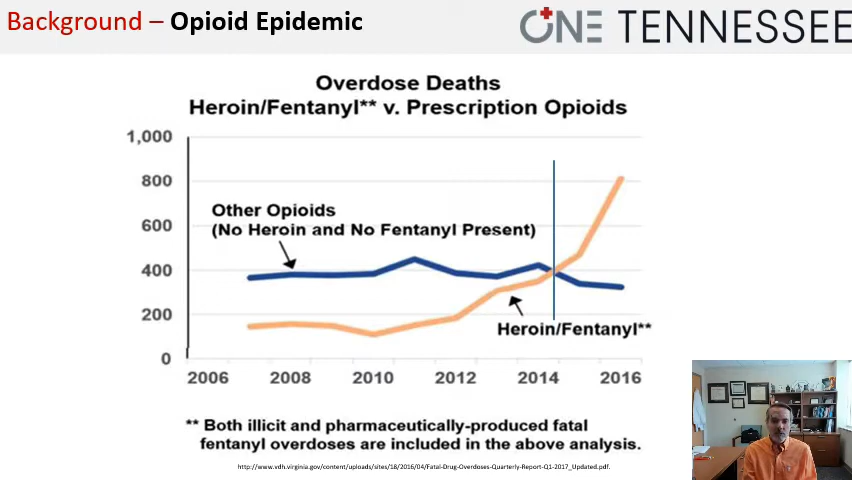 Background – Opioid Epidemic
ONE TENNESSEE
Overdose Deaths
Heroin/Fentanyl** v. Prescription Opioids
1,000
800
600
400
200
0
Other Opioids
(No Heroin and No Fentanyl Present)
Heroin/Fentanyl**
2006 2008 2010 2012 2014 2016
** Both illicit and pharmaceutically-produced fatal
fentanyl overdoses are included in the above analysis.
http://www.vdh.virginia.gov/content/uploads/sites/18/2016/04/Fatal-Drug-Overdoses-Quarterly-Report-Q1-2017_Updated.pdf.